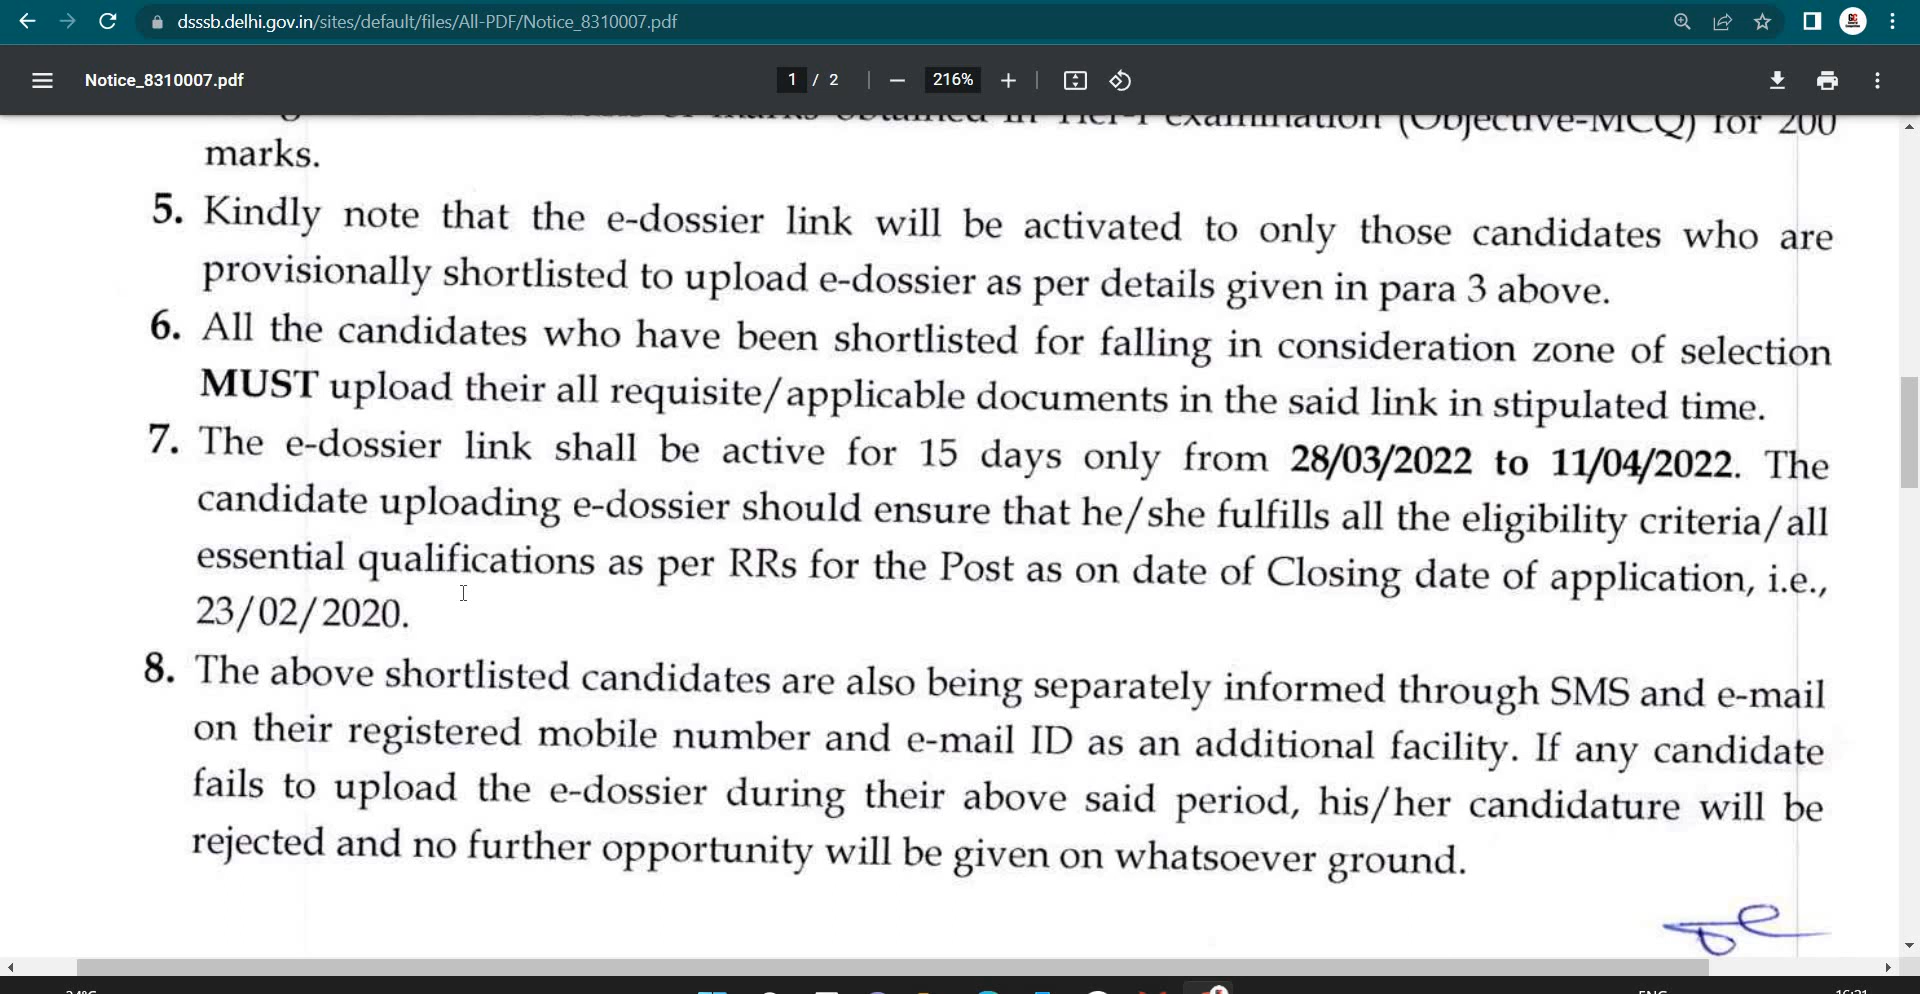 dsssb.delhi.gov.in/sites/default/files/All-PDF/Notice_8310007.pdf
Notice_8310007.pdf
1 / 2
216%
marks obtained in Tier-I examination (Objective-MCQ) for 200
marks.
5. Kindly note that the e-dossier link will be activated to only those candidates who are
provisionally shortlisted to upload e-dossier as per details given in para 3 above.
6. All the candidates who have been shortlisted for falling in consideration zone of selection
MUST upload their all requisite/applicable documents in the said link in stipulated time.
7. The e-dossier link shall be active for 15 days only from 28/03/2022 to 11/04/2022. The
candidate uploading e-dossier should ensure that he/she fulfills all the eligibility criteria/all
essential qualifications as per RRs for the Post as on date of Closing date of application, i.e.,
23/02/2020.
8. The above shortlisted candidates are also being separately informed through SMS and e-mail
on their registered mobile number and e-mail ID as an additional facility. If any candidate
fails to upload the e-dossier during their above said period, his/her candidature will be
rejected and no further opportunity will be given on whatsoever ground.